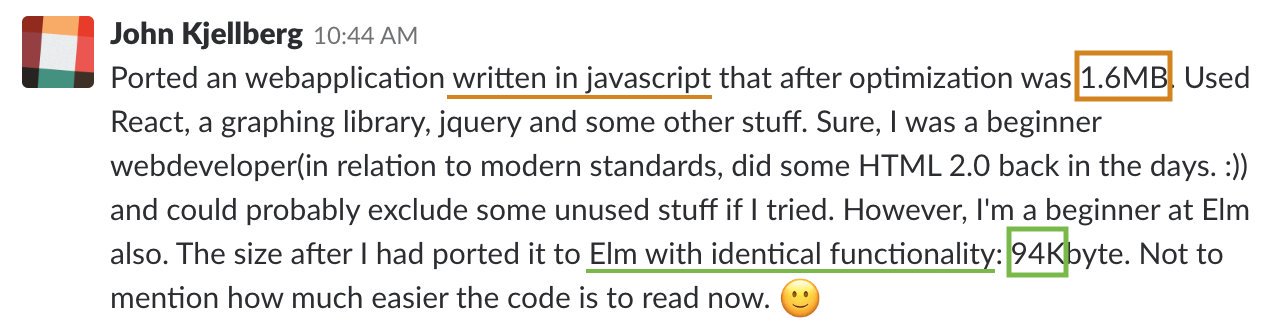 John Kjellberg 10:44 AM
Ported an webapplication written in javascript that after optimization was 1.6MB. Used
React, a graphing library, jquery and some other stuff. Sure, I was a beginner
webdeveloper(in relation to modern standards, did some HTML 2.0 back in the days. :))
and could probably exclude some unused stuff if I tried. However, I'm a beginner at Elm
also. The size after I had ported it to Elm with identical functionality: 94Kbyte. Not to
mention how much easier the code is to read now. 🙂